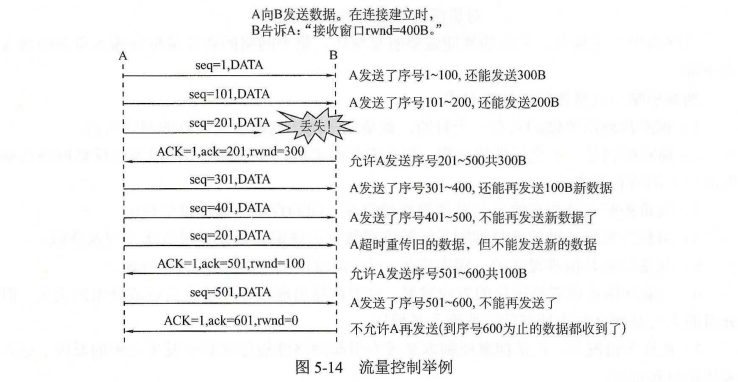 A向B发送数据。在连接建立时，
B告诉A：“接收窗口rwnd=400B。”
A
B
seq=1,DATA
A发送了序号1~100, 还能发送300B
seq=101,DATA
A发送了序号101~200, 还能发送200B
seq=201,DATA
丢失！
ACK=1,ack=201,rwnd=300
允许A发送序号201~500共300B
seq=301,DATA
A发送了序号301~400, 还能再发送100B新数据
seq=401,DATA
A发送了序号401~500, 不能再发送新数据了
seq=201,DATA
A超时重传旧的数据，但不能发送新的数据
ACK=1,ack=501,rwnd=100
允许A发送序号501~600共100B
seq=501,DATA
A发送了序号501~600, 不能再发送了
ACK=1,ack=601,rwnd=0
不允许A再发送(到序号600为止的数据都收到了)
图 5-14 流量控制举例